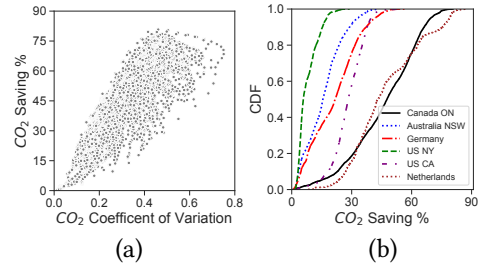 90
75
60
45
30
15
0
CO₂ Saving %
0.0 0.2 0.4 0.6 0.8
CO₂ Coefficent of Variation
(a)
1.0
0.8
0.6
0.4
0.2
0.0
CDF
Canada ON
Australia NSW
Germany
US NY
US CA
Netherlands
0 30 60 90
CO₂ Saving %
(b)